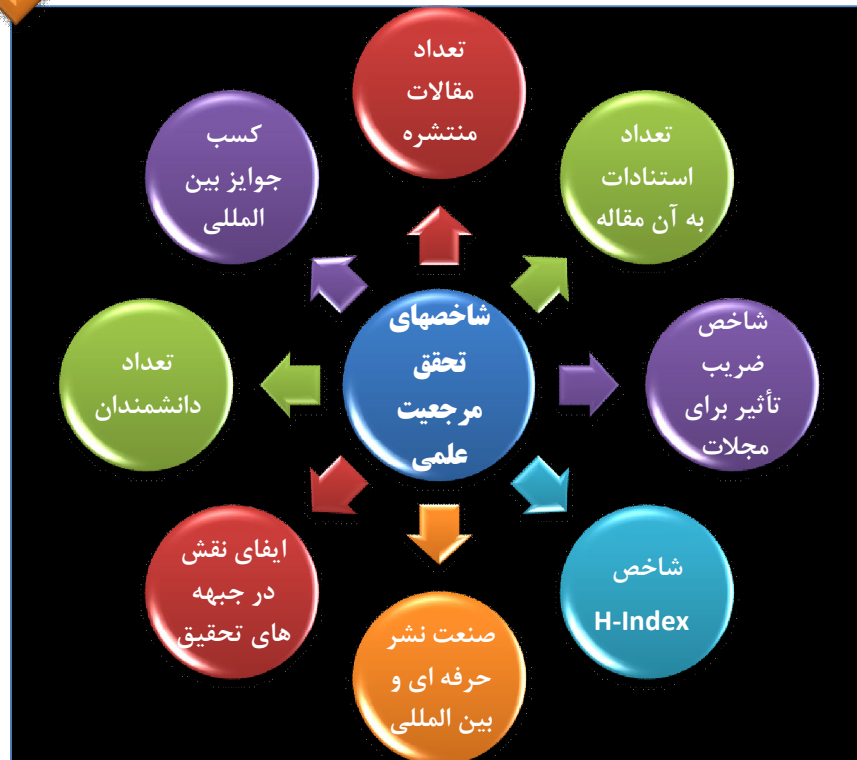 تعداد
مقالات
منتشره
تعداد
استنادات
به آن مقاله
شاخص
ضریب
تأثیر برای
مجلات
شاخص
H-Index
صنعت نشر
حرفه ای و
بین المللی
ایفای نقش
در جبهه
های تحقیق
تعداد
دانشمندان
کسب
جوایز بین
المللی
شاخصهای
تحقق
مرجعیت
علمی